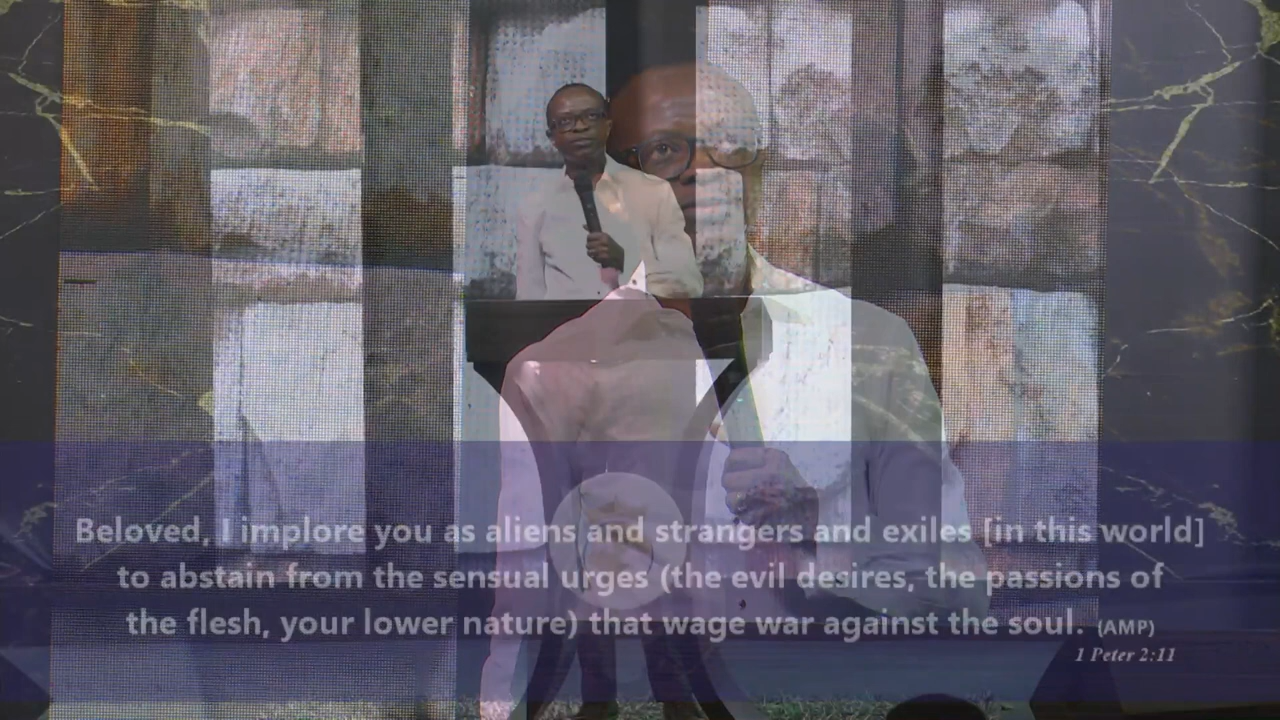 Beloved, I implore you as aliens and strangers and exiles [in this world]
to abstain from the sensual urges (the evil desires, the passions of
the flesh, your lower nature) that wage war against the soul. (AMP)
1 Peter 2:11